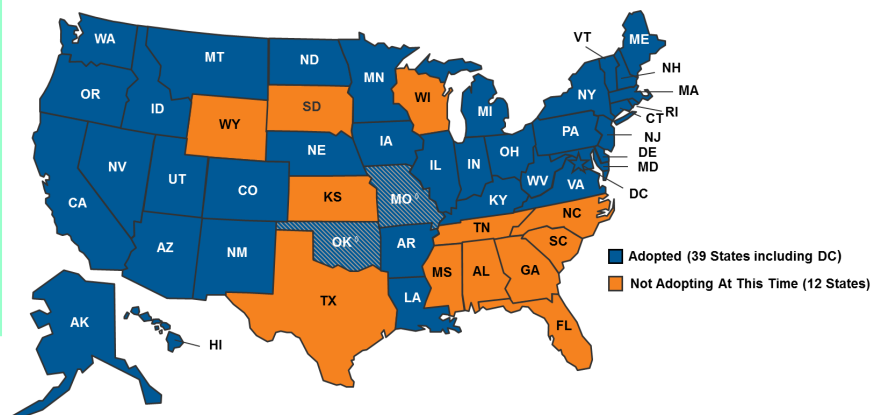 WA
MT
ND
MN
VT
ME
NH
MA
RI
CT
NJ
DE
MD
DC
OR
ID
WY
SD
WI
MI
NY
PA
IA
NE
IL
IN
OH
NV
UT
CO
KS
MO◊
KY
WV
VA
CA
AZ
NM
OK◊
AR
TN
NC
SC
MS
AL
GA
TX
LA
FL
AK
HI
Adopted (39 States including DC)
Not Adopting At This Time (12 States)